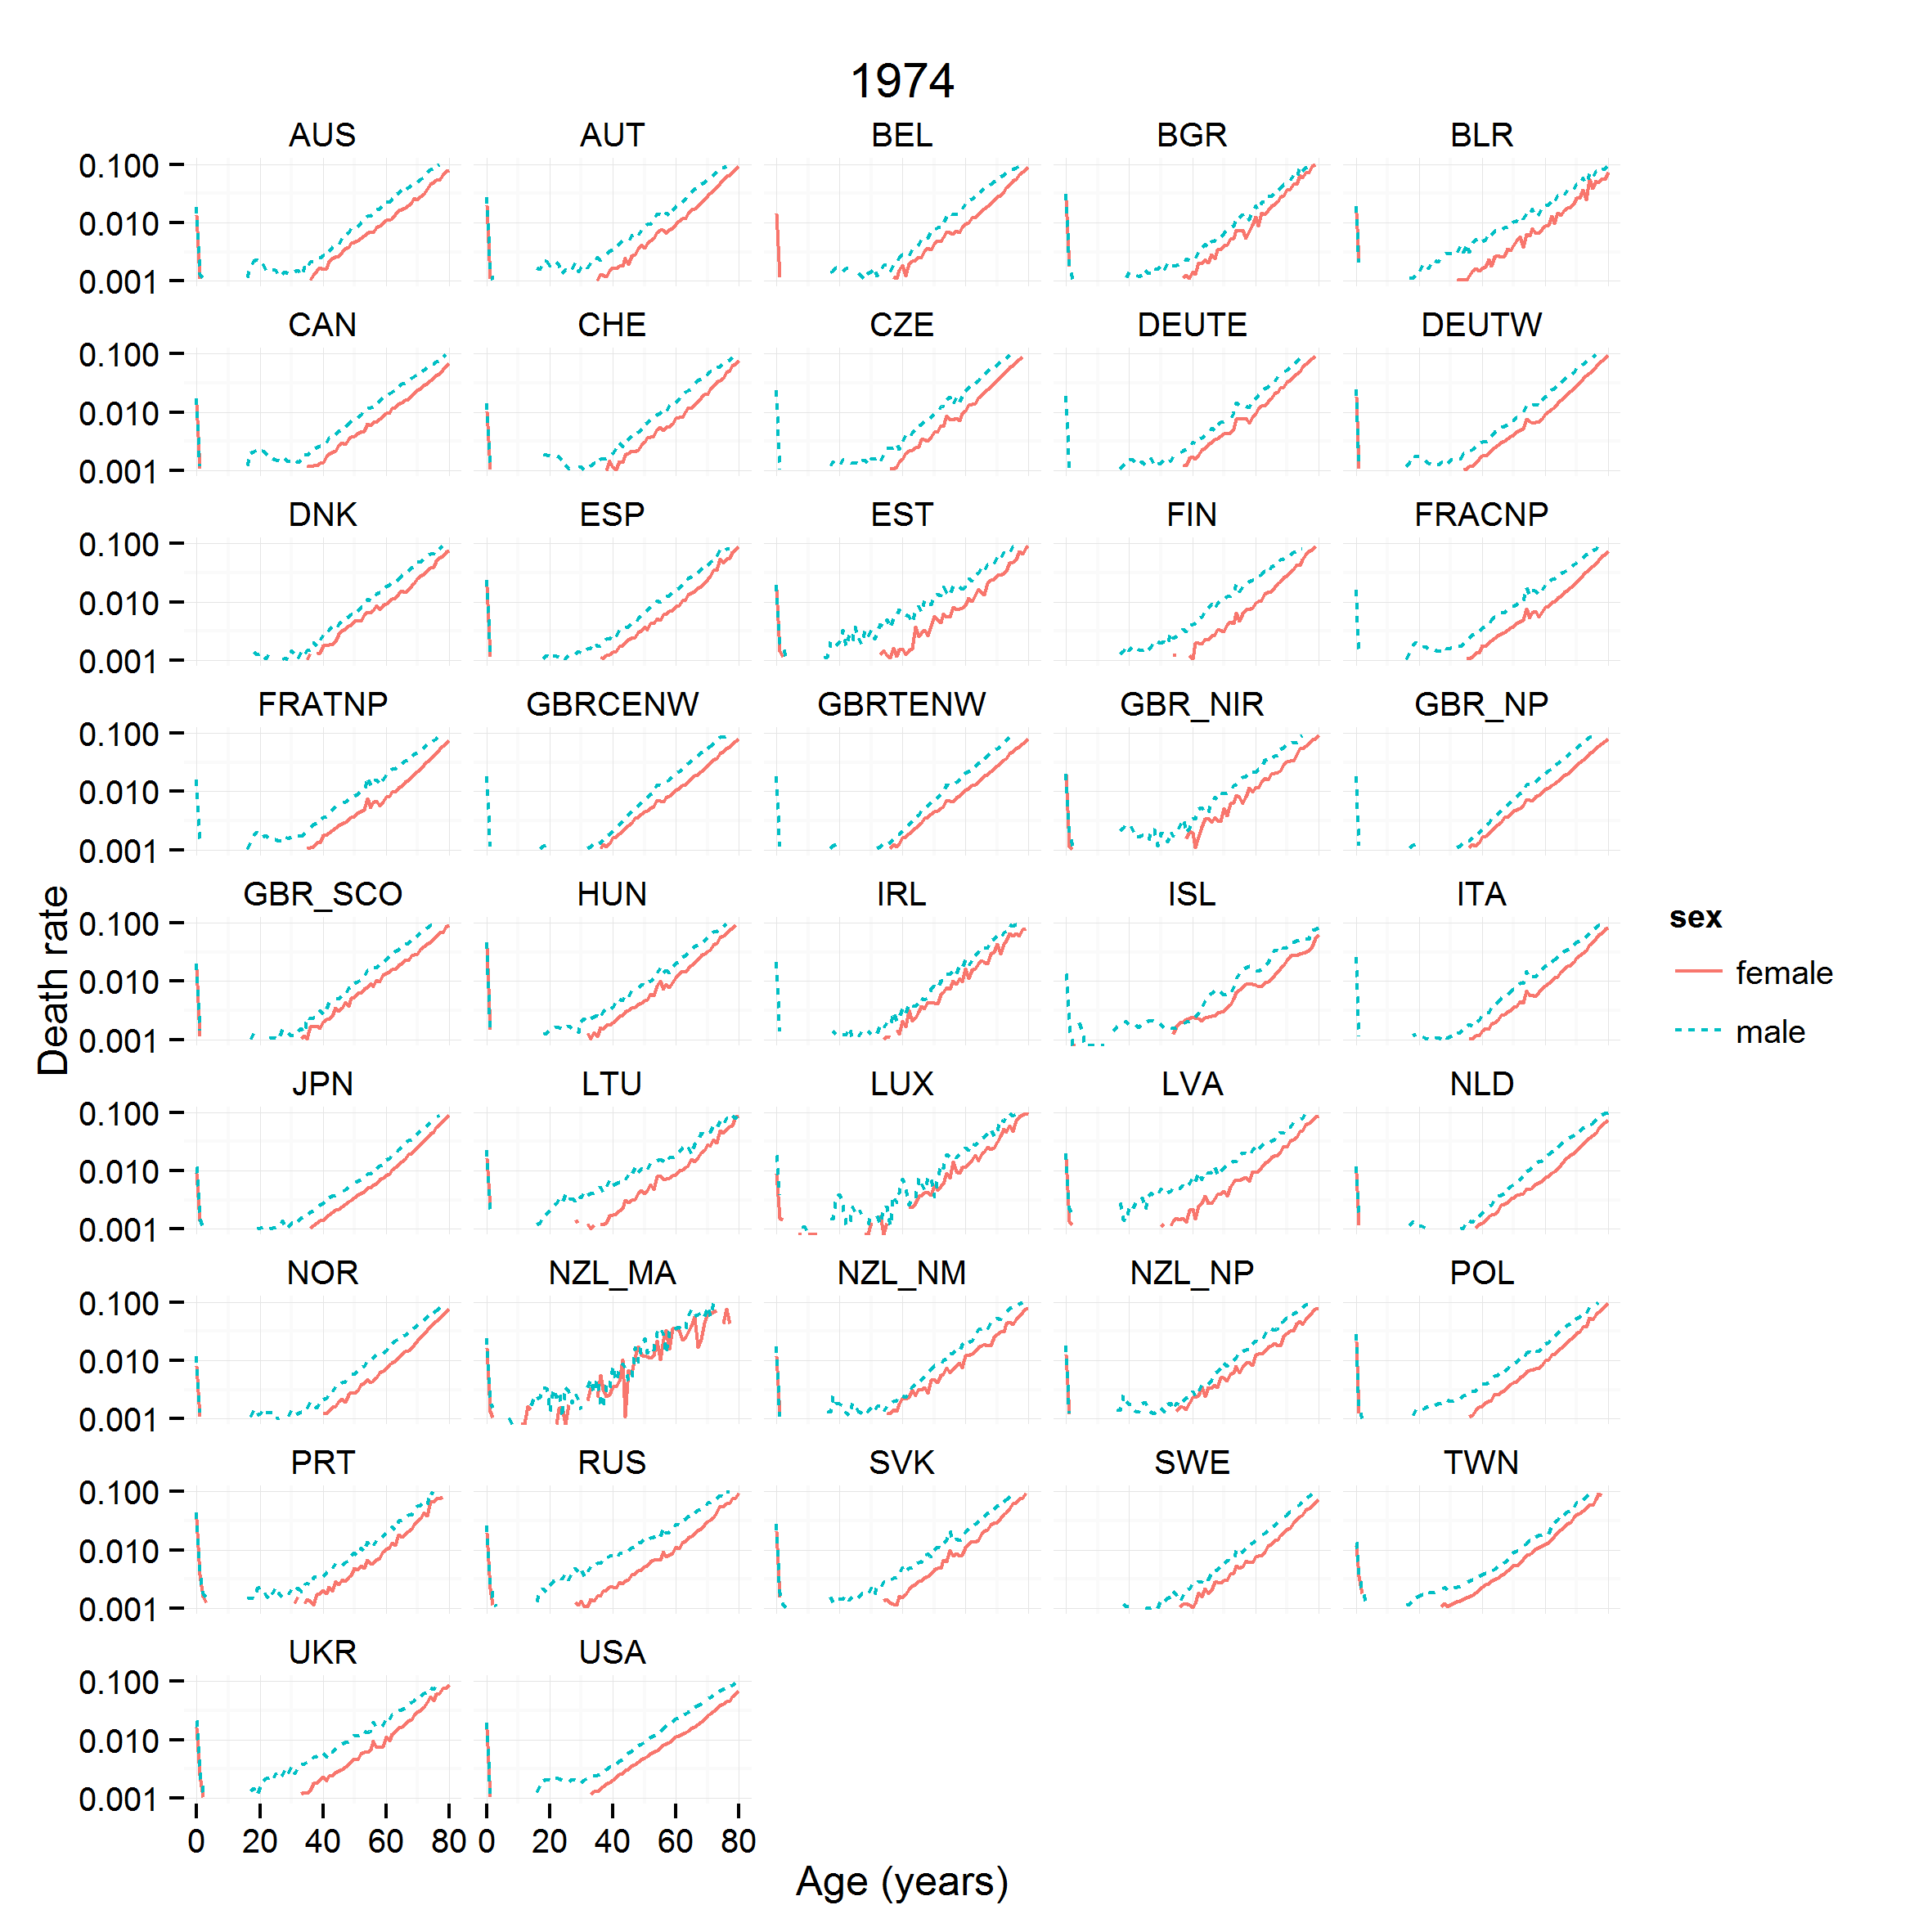 1974
AUS AUT BEL BGR BLR
0.100
0.010
0.001
CAN CHE CZE DEUTE DEUTW
0.100
0.010
0.001
DNK ESP EST FIN FRACNP
0.100
0.010
0.001
FRATNP GBRCENW GBRTENW GBR_NIR GBR_NP
0.100
0.010
0.001
GBR_SCO HUN IRL ISL ITA
0.100
0.010
0.001
JPN LTU LUX LVA NLD
0.100
0.010
0.001
NOR NZL_MA NZL_NM NZL_NP POL
0.100
0.010
0.001
PRT RUS SVK SWE TWN
0.100
0.010
0.001
UKR USA
0.100
0.010
0.001
0 20 40 60 80 0 20 40 60 80
Age (years)
Death rate
sex
female
male